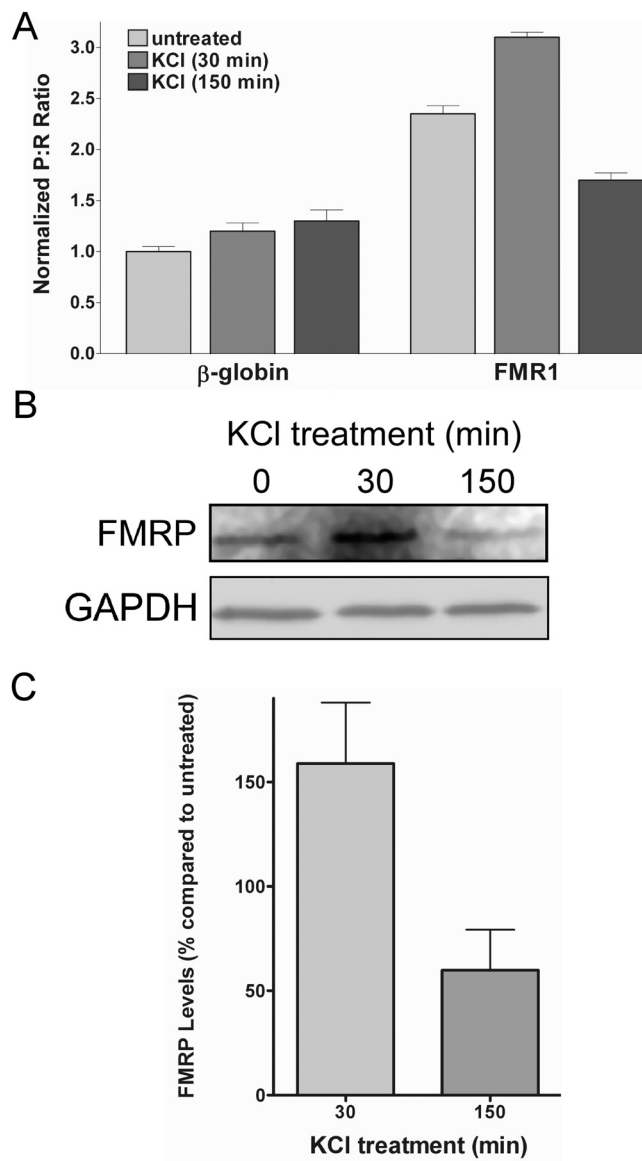 A
untreated
KCl (30 min)
KCl (150 min)
Normalized P:R Ratio
3.0
2.5
2.0
1.5
1.0
0.5
0.0
β-globin FMR1
B
KCl treatment (min)
0 30 150
FMRP
GAPDH
C
FMRP Levels (% compared to untreated)
150
100
50
0
30 150
KCl treatment (min)